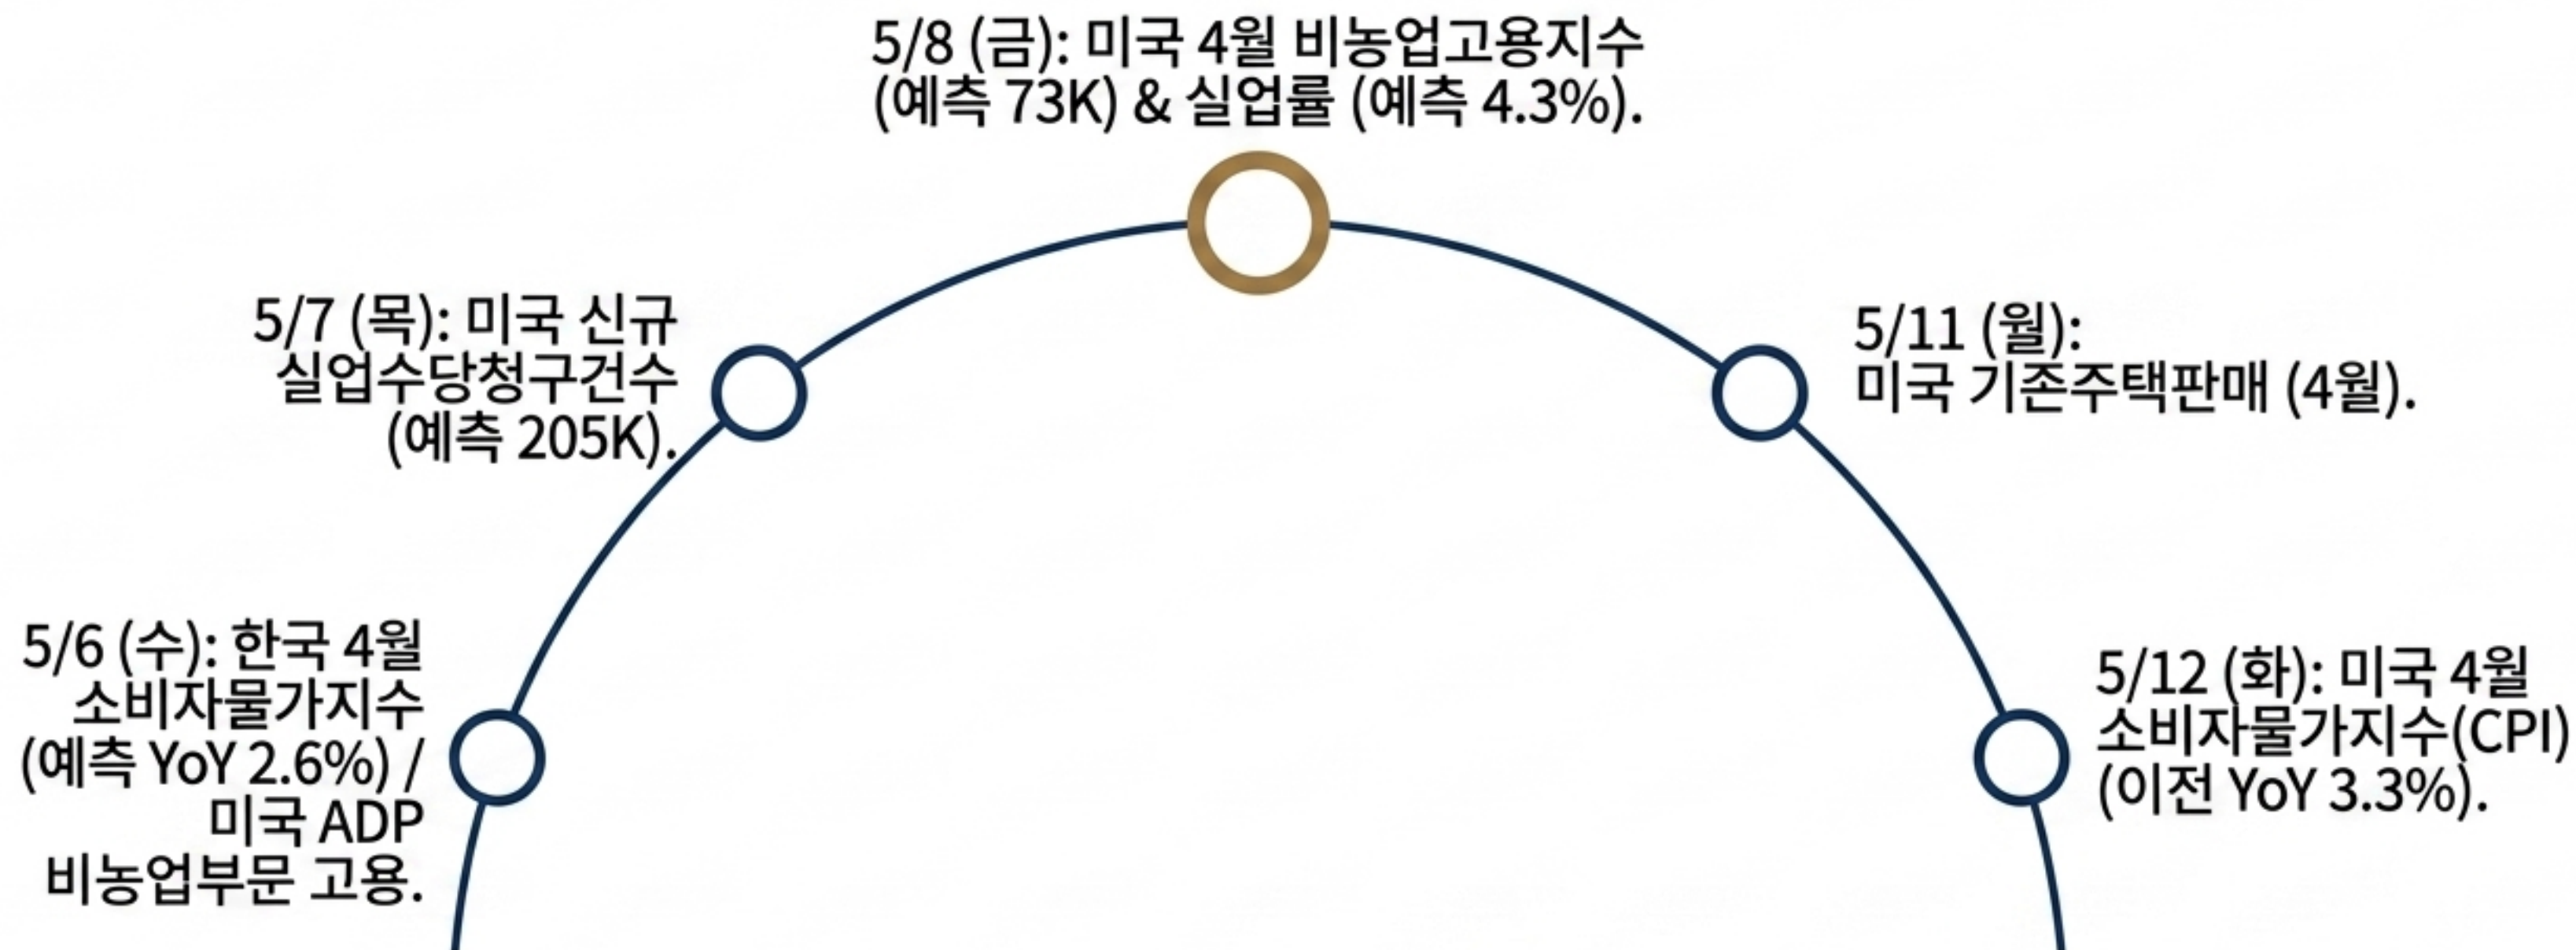 5/8 (금): 미국 4월 비농업고용지수
(예측 73K) & 실업률 (예측 4.3%).
5/7 (목): 미국 신규
실업수당청구건수
(예측 205K).
5/11 (월):
미국 기존주택판매 (4월).
5/6 (수): 한국 4월
소비자물가지수
(예측 YoY 2.6%) /
미국 ADP
비농업부문 고용.
5/12 (화): 미국 4월
소비자물가지수(CPI)
(이전 YoY 3.3%).